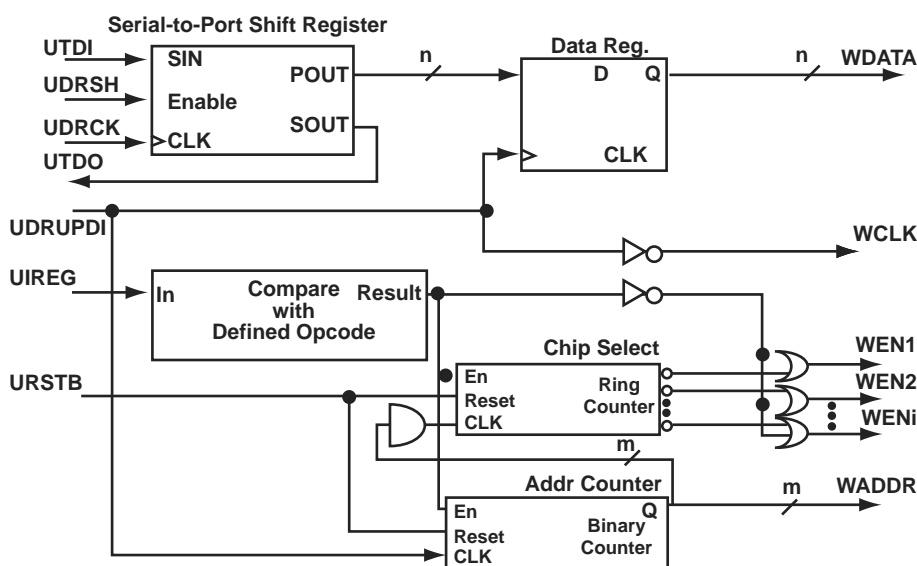 Serial-to-Port Shift Register
UTDI
SIN
UDRSH
Enable
UDRCK
CLK
POUT
SOUT
UTDO
n
Data Reg.
D
Q
CLK
n
WDATA
UDRUPDI
WCLK
UIREG
In
Compare
with
Defined Opcode
Result
Chip Select
En
Reset
CLK
Ring
Counter
WEN1
WEN2
WENi
URSTB
m
Addr Counter
En
Reset
CLK
Q
Binary
Counter
m
WADDR